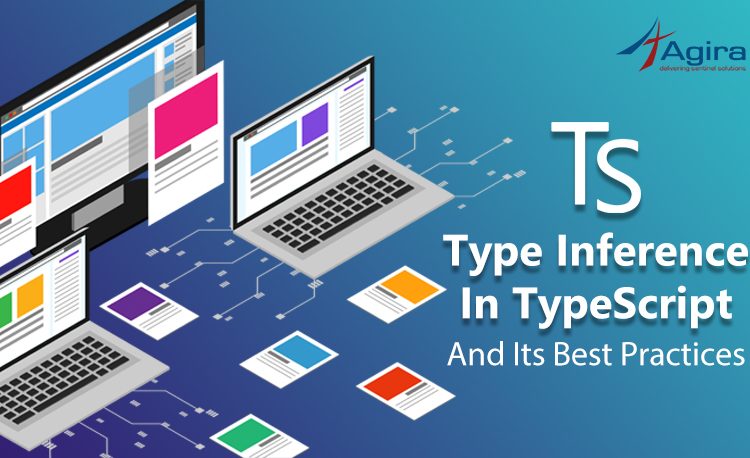 Agira
delivering sentinel solutions
Ts
Type Inference
In TypeScript
And Its Best Practices